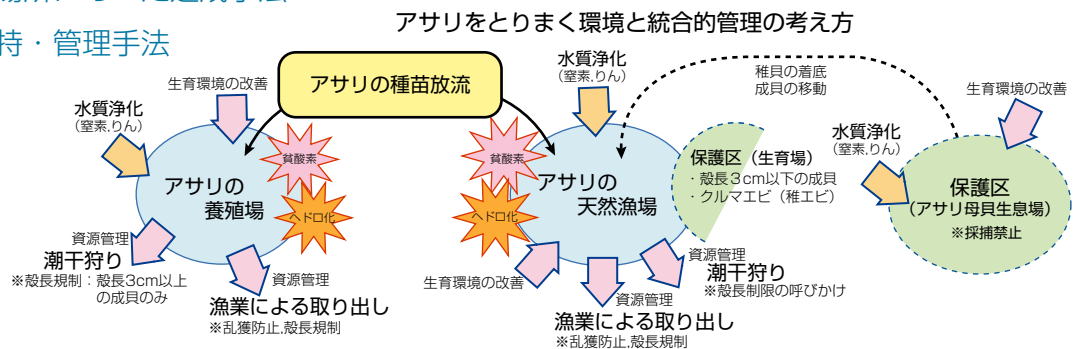 持・管理手法
アサリをとりまく環境と統合的管理の考え方
生育環境の改善
水質浄化
(窒素,りん)
アサリの種苗放流
貧酸素
ヘドロ化
アサリの
養殖場
資源管理
潮干狩り
※殻長規制：殻長3cm以上
の成貝のみ
資源管理
漁業による取り出し
※乱獲防止,殻長規制
水質浄化
(窒素,りん)
貧酸素
ヘドロ化
アサリの
天然漁場
生育環境の改善
資源管理
漁業による取り出し
※乱獲防止,殻長規制
資源管理
潮干狩り
※殻長制限の呼びかけ
保護区（生育場）
・殻長３cm以下の成貝
・クルマエビ（稚エビ）
稚貝の着底
成貝の移動
生育環境の改善
水質浄化
(窒素,りん)
保護区
(アサリ母貝生息場)
※採捕禁止